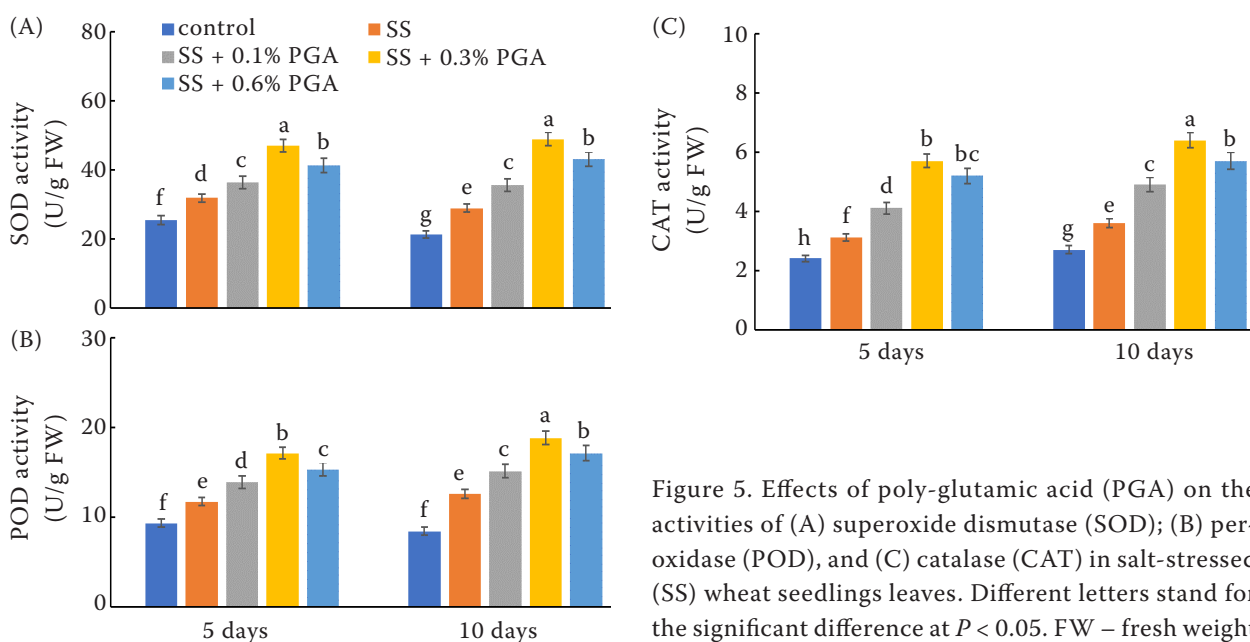 (A)
control
SS
SS + 0.1% PGA
SS + 0.3% PGA
SS + 0.6% PGA
SOD activity
(U/g FW)
80
60
40
20
0
f
d
c
a
b
g
e
c
a
b
(B)
POD activity
(U/g FW)
30
20
10
0
f
e
d
b
c
f
e
c
a
b
5 days
10 days
(C)
CAT activity
(U/g FW)
10
8
6
4
2
0
h
f
d
b
bc
g
e
c
a
b
5 days
10 days
Figure 5. Effects of poly-glutamic acid (PGA) on the
activities of (A) superoxide dismutase (SOD); (B) per-
oxidase (POD), and (C) catalase (CAT) in salt-stressed
(SS) wheat seedlings leaves. Different letters stand for
the significant difference at P < 0.05. FW – fresh weight